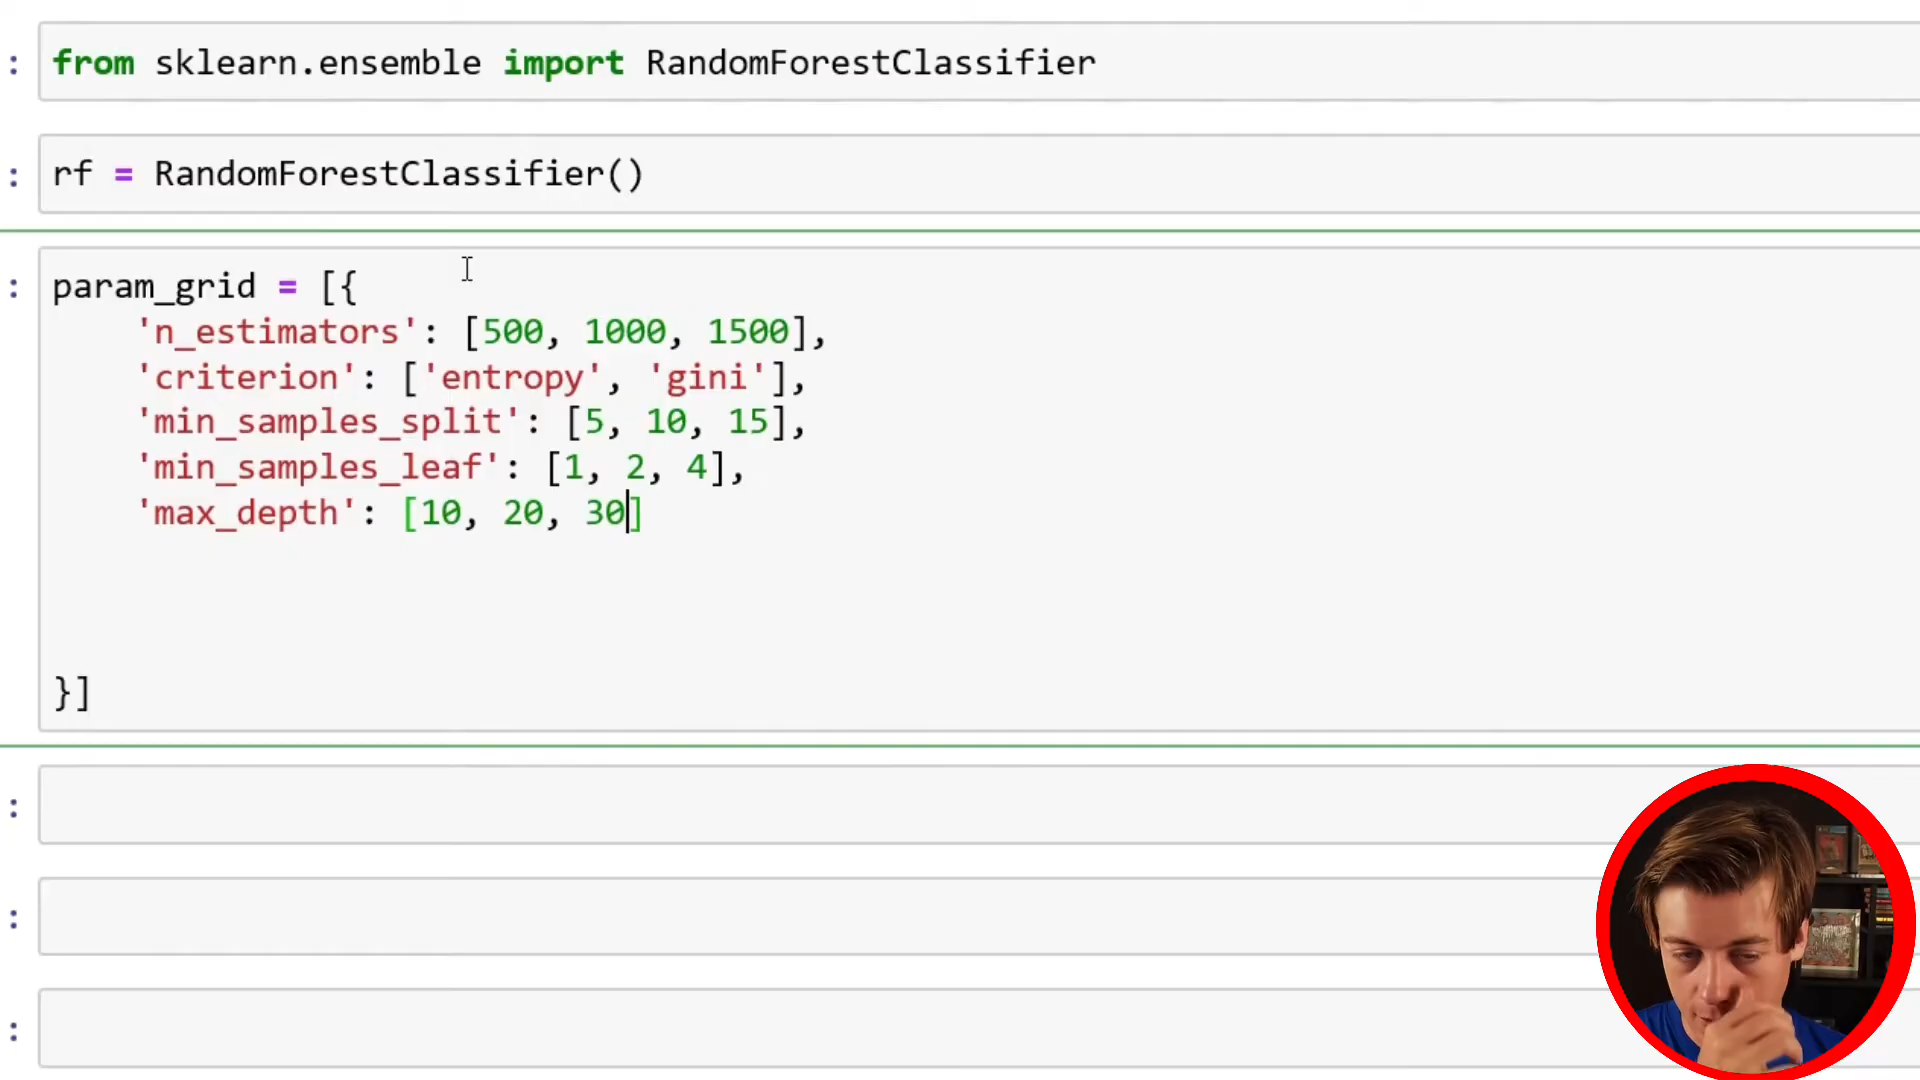 : from sklearn.ensemble import RandomForestClassifier
: rf = RandomForestClassifier()
: param_grid = [{
'n_estimators': [500, 1000, 1500],
'criterion': ['entropy', 'gini'],
'min_samples_split': [5, 10, 15],
'min_samples_leaf': [1, 2, 4],
'max_depth': [10, 20, 30]
}]
:
:
: